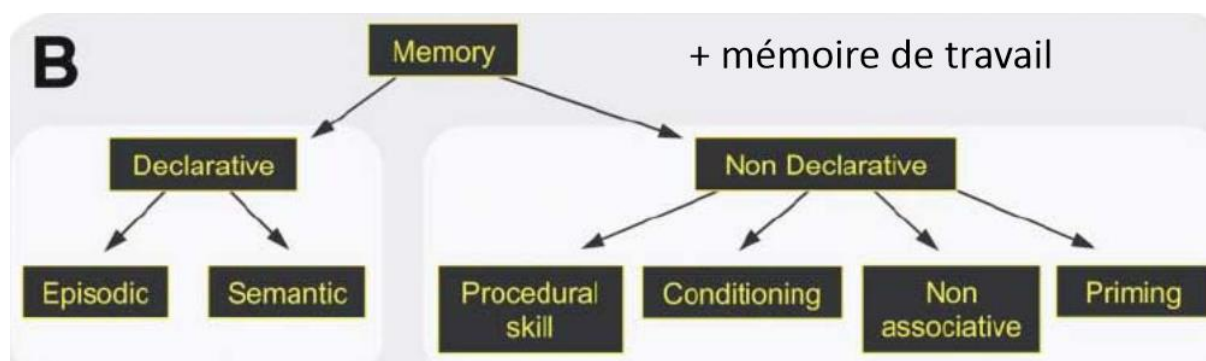 B
Memory
+ mémoire de travail
Declarative
Non Declarative
Episodic
Semantic
Procedural
skill
Conditioning
Non
associative
Priming